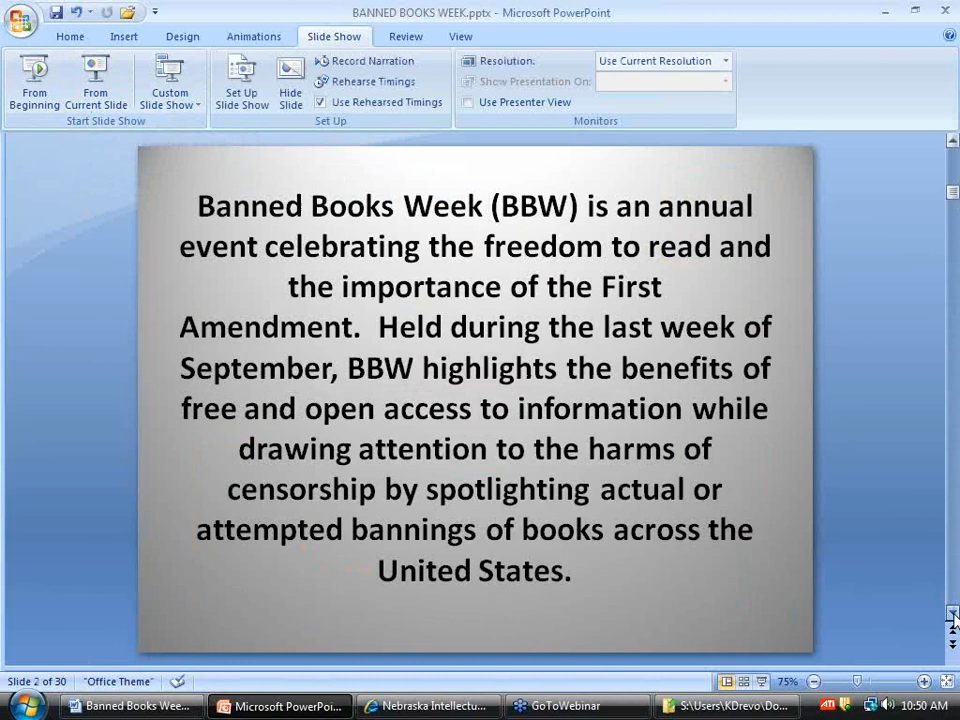 BANNED BOOKS WEEK.pptx - Microsoft PowerPoint
Home Insert Design Animations Slide Show Review View
From Beginning
From Current Slide
Custom Slide Show
Start Slide Show
Set Up Slide Show
Hide Slide
Record Narration
Rehearse Timings
Use Rehearsed Timings
Set Up
Resolution: Use Current Resolution
Show Presentation On:
Use Presenter View
Monitors
Banned Books Week (BBW) is an annual
event celebrating the freedom to read and
the importance of the First
Amendment. Held during the last week of
September, BBW highlights the benefits of
free and open access to information while
drawing attention to the harms of
censorship by spotlighting actual or
attempted bannings of books across the
United States.
Slide 2 of 30 "Office Theme" 75%
Banned Books Wee... Microsoft PowerPoi... Nebraska Intellectu... GoToWebinar S:\Users\KDrevo\Do... 10:50 AM